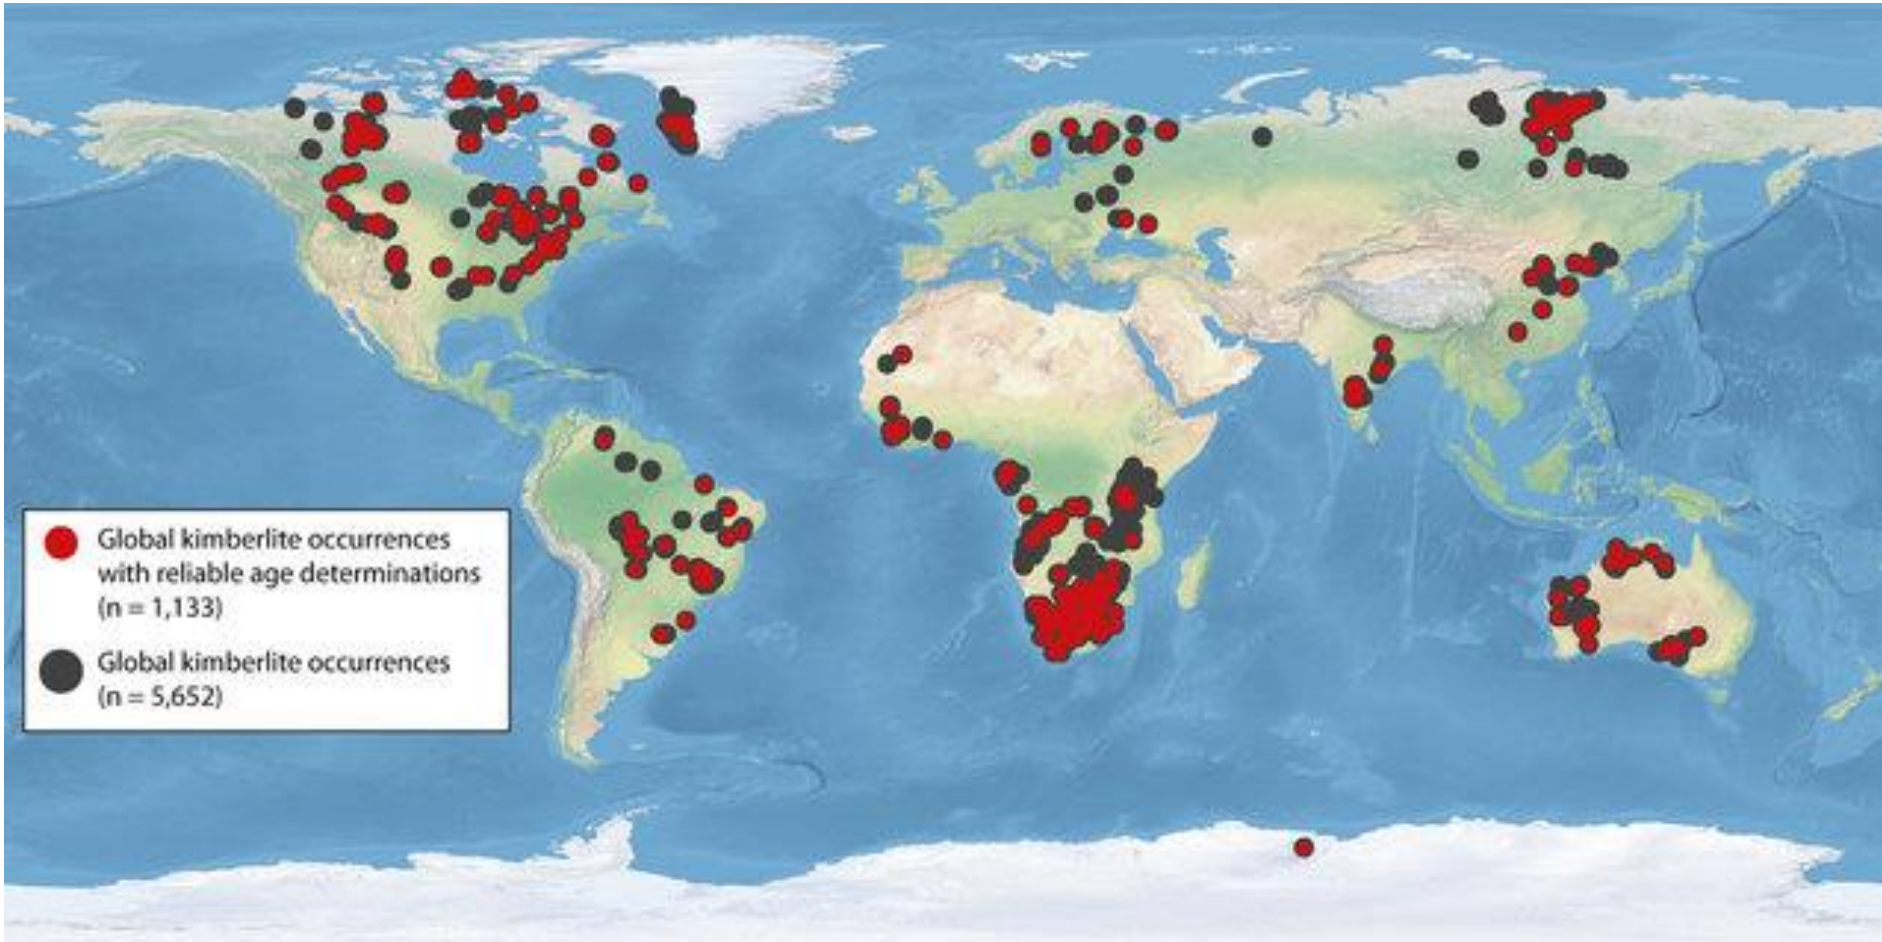 Global kimberlite occurrences
with reliable age determinations
(n = 1,133)
Global kimberlite occurrences
(n = 5,652)